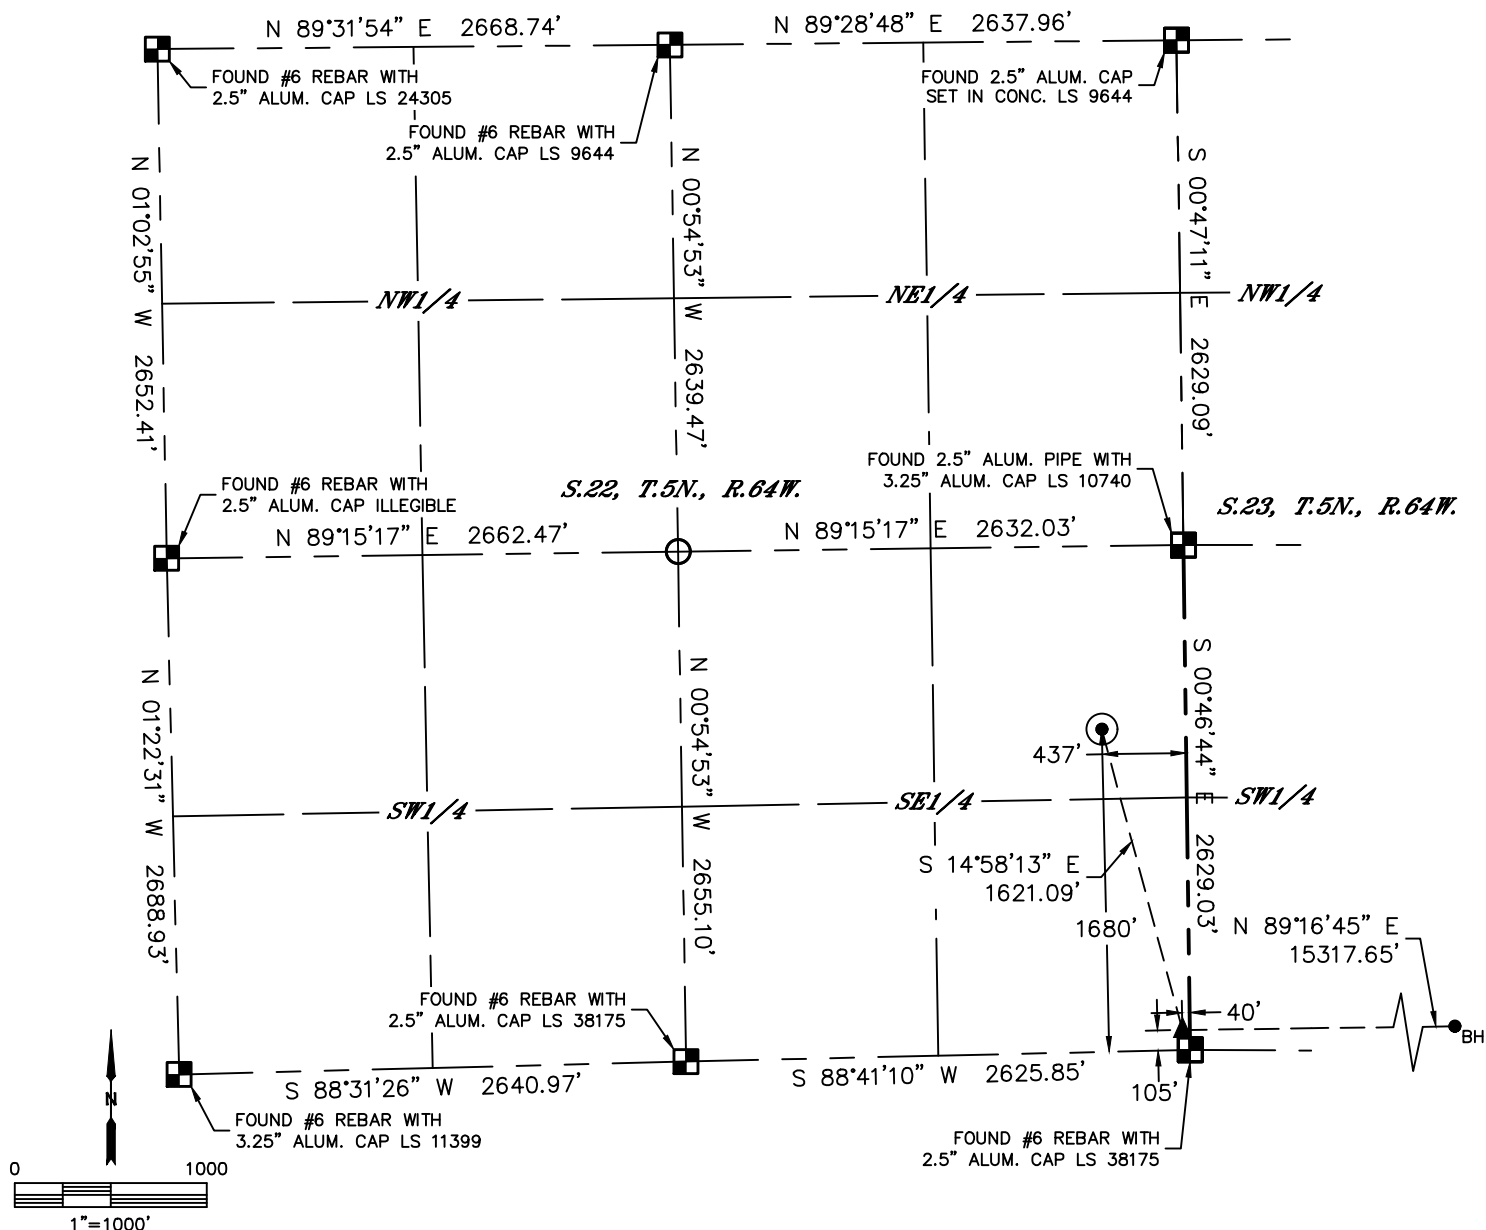 N 89°31'54" E 2668.74'
N 89°28'48" E 2637.96'
FOUND #6 REBAR WITH
2.5" ALUM. CAP LS 24305
FOUND #6 REBAR WITH
2.5" ALUM. CAP LS 9644
FOUND 2.5" ALUM. CAP
SET IN CONC. LS 9644
N 01°02'55" W 2652.41'
N 00°54'53" W 2639.47'
S 00°47'11" E 2629.09'
NW1/4
NE1/4
NW1/4
FOUND #6 REBAR WITH
2.5" ALUM. CAP ILLEGIBLE
S.22, T.5N., R.64W.
FOUND 2.5" ALUM. PIPE WITH
3.25" ALUM. CAP LS 10740
S.23, T.5N., R.64W.
N 89°15'17" E 2662.47'
N 89°15'17" E 2632.03'
N 01°22'31" W 2688.93'
N 00°54'53" W 2655.10'
S 00°46'44" E 2629.03'
437'
SW1/4
SE1/4
SW1/4
S 14°58'13" E
1621.09'
1680'
N 89°16'45" E
15317.65'
FOUND #6 REBAR WITH
2.5" ALUM. CAP LS 38175
40'
BH
S 88°31'26" W 2640.97'
S 88°41'10" W 2625.85'
105'
N
FOUND #6 REBAR WITH
3.25" ALUM. CAP LS 11399
FOUND #6 REBAR WITH
2.5" ALUM. CAP LS 38175
0 1000
1"=1000'